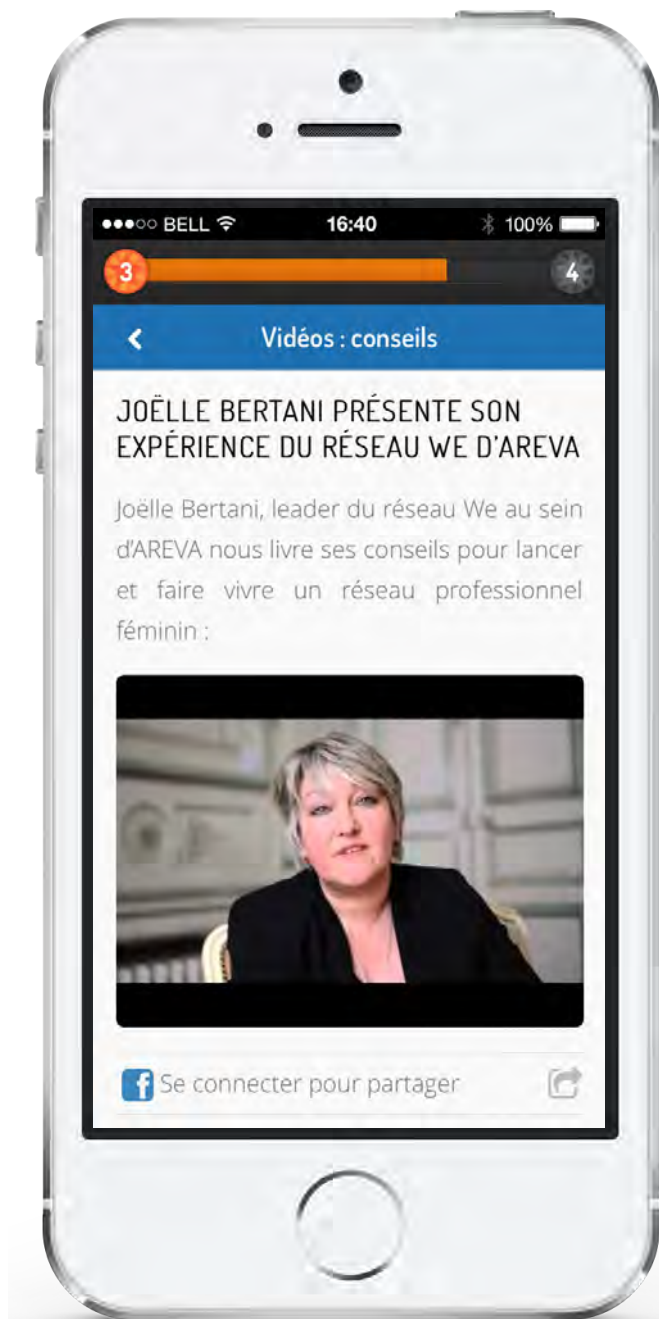 BELL 16:40 100%
3 4
Vidéos : conseils
JOËLLE BERTANI PRÉSENTE SON
EXPÉRIENCE DU RÉSEAU WE D’AREVA
Joëlle Bertani, leader du réseau We au sein
d’AREVA nous livre ses conseils pour lancer
et faire vivre un réseau professionnel
féminin :
f Se connecter pour partager